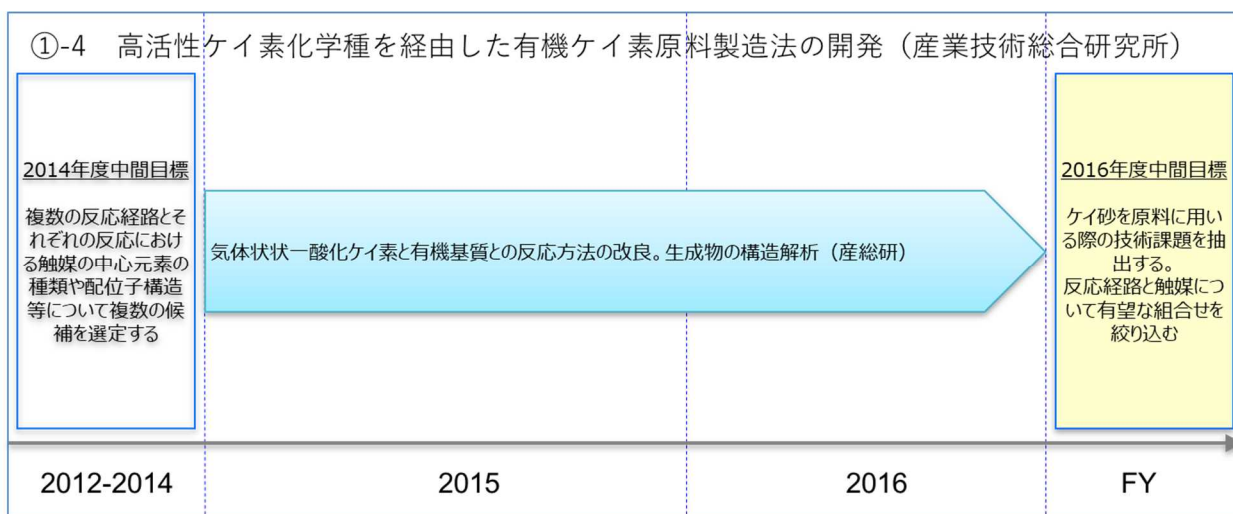 ①-4 高活性ケイ素化学種を経由した有機ケイ素原料製造法の開発（産業技術総合研究所）
2014年度中間目標
複数の反応経路とそ
れぞれの反応におけ
る触媒の中心元素の
種類や配位子構造
等について複数の候
補を選定する
気体状状一酸化ケイ素と有機基質との反応方法の改良。生成物の構造解析（産総研）
2016年度中間目標
ケイ砂を原料に用い
る際の技術課題を抽
出する。
反応経路と触媒につ
いて有望な組合せを
絞り込む
2012-2014
2015
2016
FY